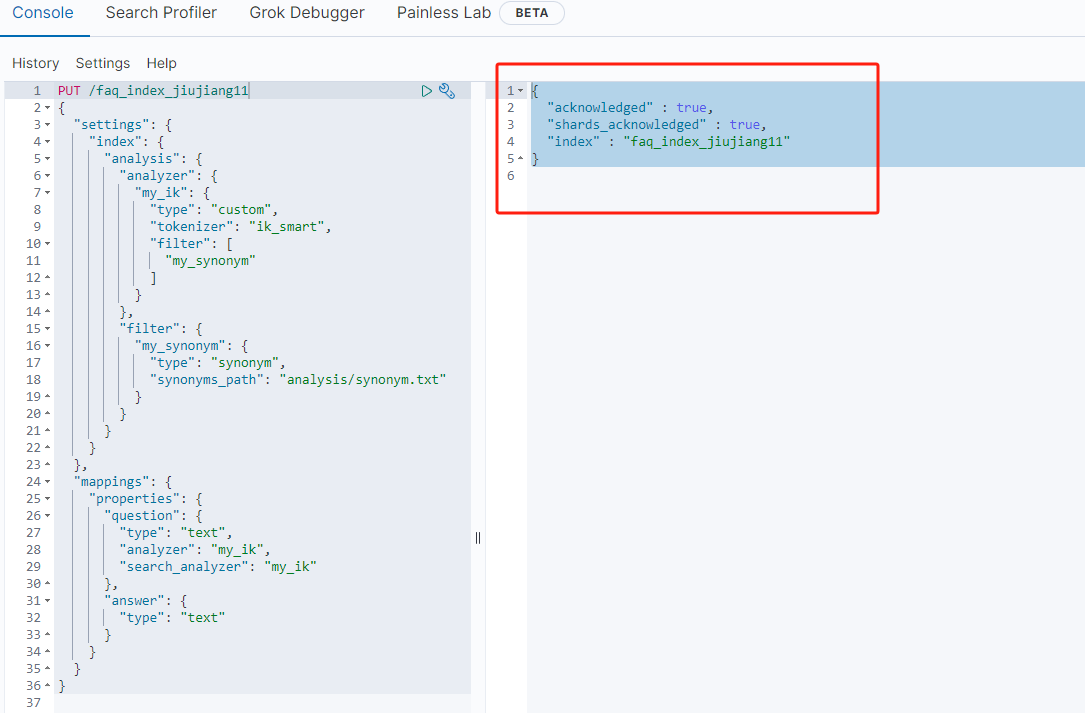 Console Search Profiler Grok Debugger Painless Lab BETA
History Settings Help
1 PUT /faq_index_jiujiang11
2 {
3 "settings": {
4 "index": {
5 "analysis": {
6 "analyzer": {
7 "my_ik": {
8 "type": "custom",
9 "tokenizer": "ik_smart",
10 "filter": [
11 "my_synonym"
12 ]
13 }
14 },
15 "filter": {
16 "my_synonym": {
17 "type": "synonym",
18 "synonyms_path": "analysis/synonym.txt"
19 }
20 }
21 }
22 }
23 },
24 "mappings": {
25 "properties": {
26 "question": {
27 "type": "text",
28 "analyzer": "my_ik",
29 "search_analyzer": "my_ik"
30 },
31 "answer": {
32 "type": "text"
33 }
34 }
35 }
36 }
37
1 {
2 "acknowledged" : true,
3 "shards_acknowledged" : true,
4 "index" : "faq_index_jiujiang11"
5 }
6